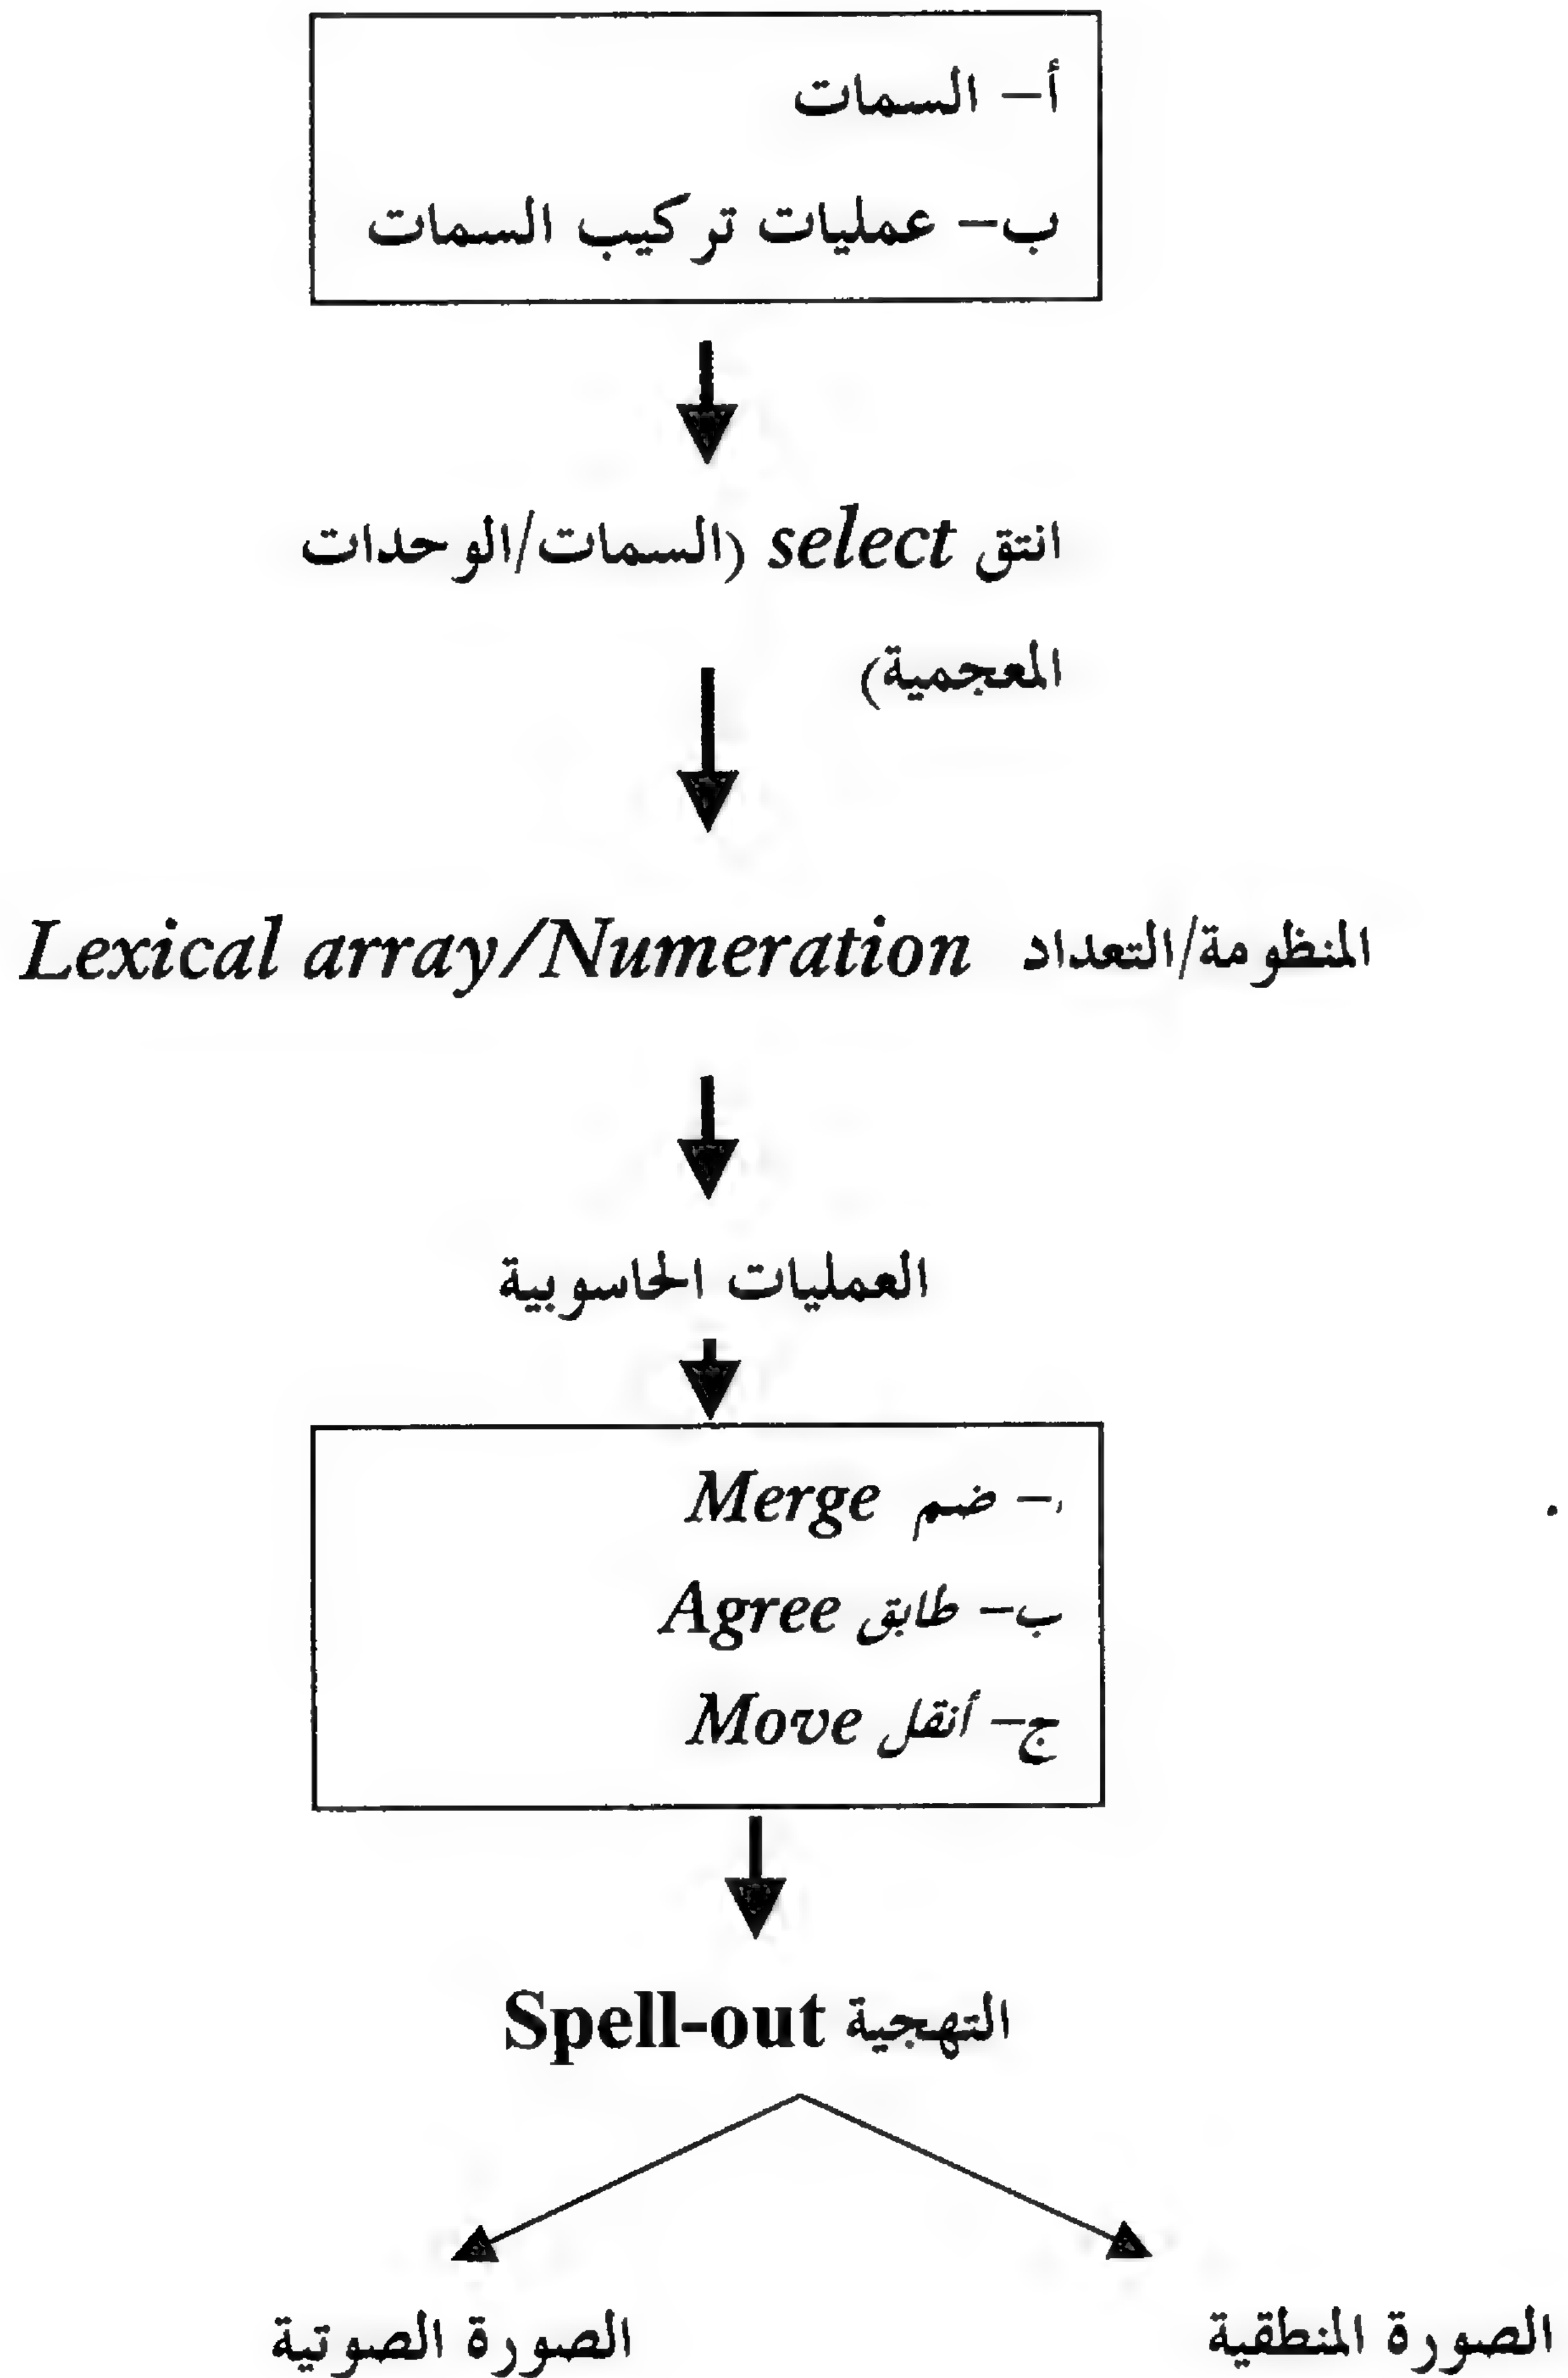 أ– السمات
ب– عمليات تركيب السمات
انتق select (السمات/الوحدات
المعجمية)
المنظومة/التعداد Lexical array/Numeration
العمليات الحاسوبية
– ضم Merge
ب– طابق Agree
ج– أنقل Move
التهجية Spell-out
الصورة المنطقية الصورة الصوتية